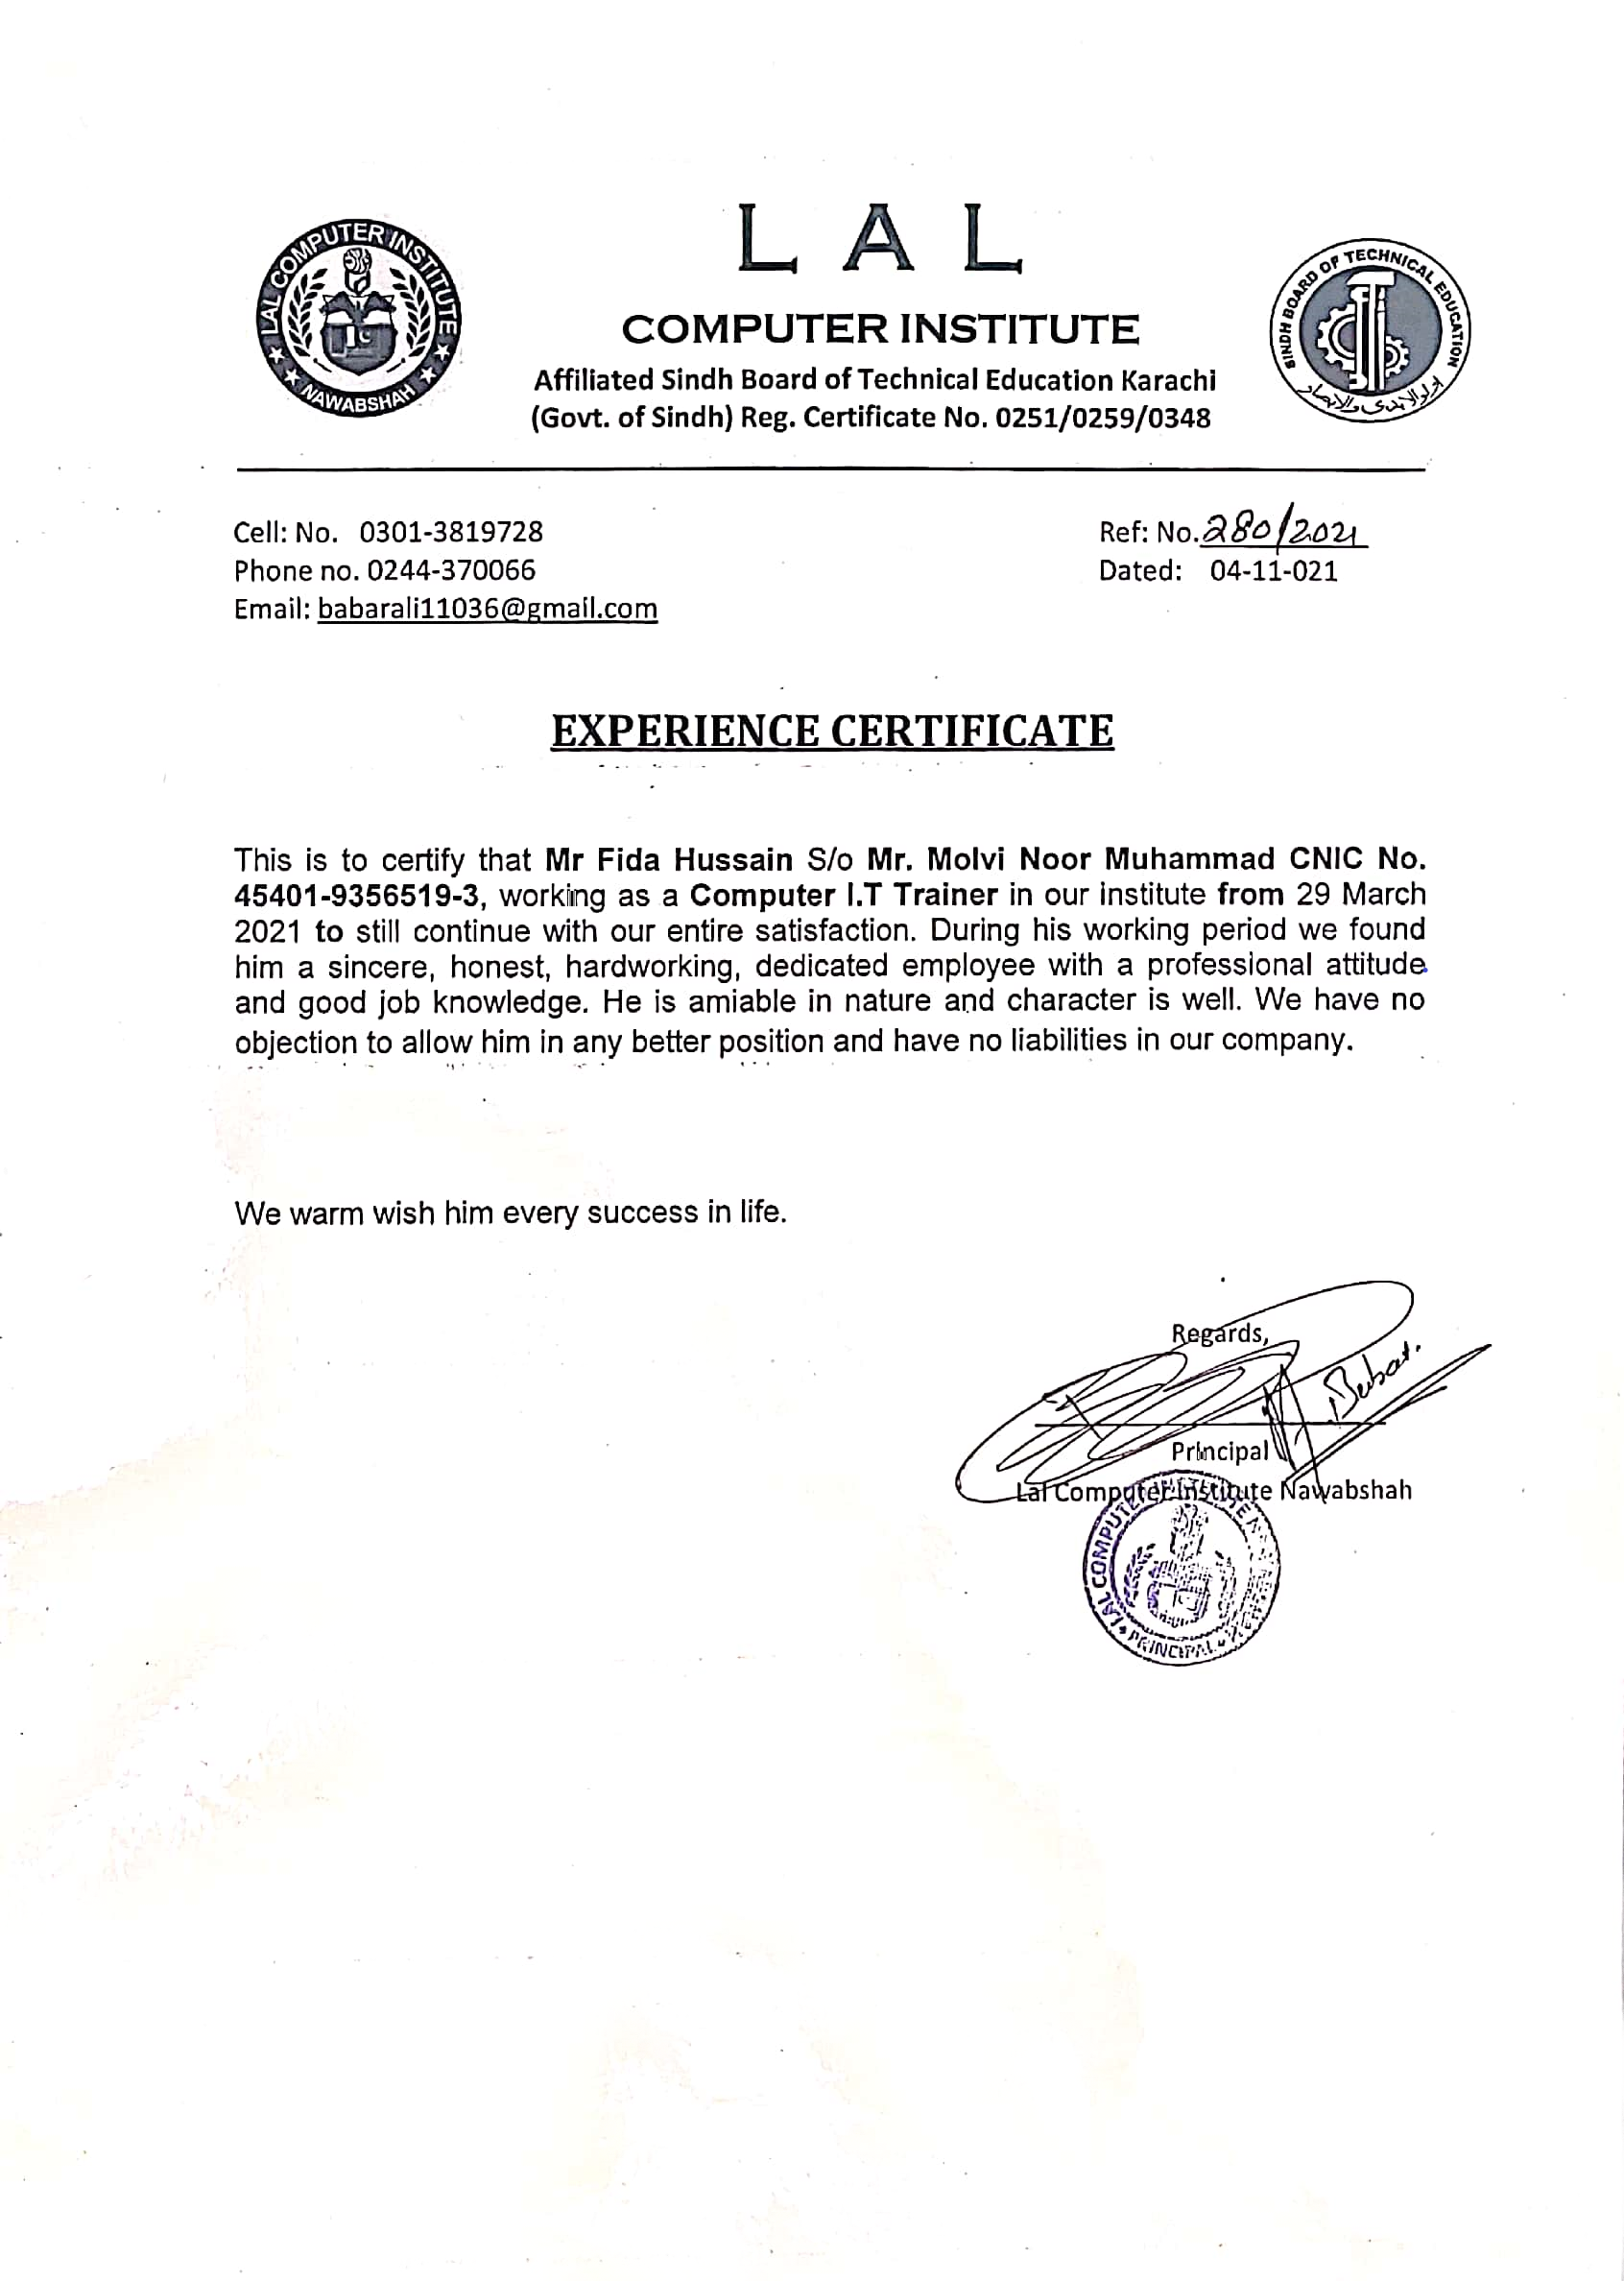 LAL COMPUTER INSTITUTE
NAWABSHAH
L A L
COMPUTER INSTITUTE
Affiliated Sindh Board of Technical Education Karachi
(Govt. of Sindh) Reg. Certificate No. 0251/0259/0348
SINDH BOARD OF TECHNICAL EDUCATION
Cell: No. 0301-3819728
Ref: No. 280/2021
Phone no. 0244-370066
Dated: 04-11-021
Email: babarali11036@gmail.com
EXPERIENCE CERTIFICATE
This is to certify that Mr Fida Hussain S/o Mr. Molvi Noor Muhammad CNIC No.
45401-9356519-3, working as a Computer I.T Trainer in our institute from 29 March
2021 to still continue with our entire satisfaction. During his working period we found
him a sincere, honest, hardworking, dedicated employee with a professional attitude
and good job knowledge. He is amiable in nature and character is well. We have no
objection to allow him in any better position and have no liabilities in our company.
We warm wish him every success in life.
Regards,
Principal
Lal Computer Institute Nawabshah
LAL COMPUTER
PRINCIPAL